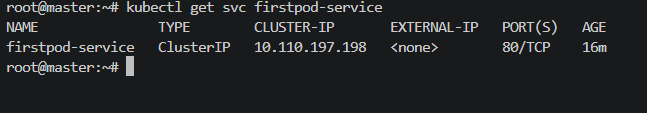 root@master:~# kubectl get svc firstpod-service
NAME               TYPE        CLUSTER-IP       EXTERNAL-IP   PORT(S)   AGE
firstpod-service   ClusterIP   10.110.197.198   <none>        80/TCP    16m
root@master:~#